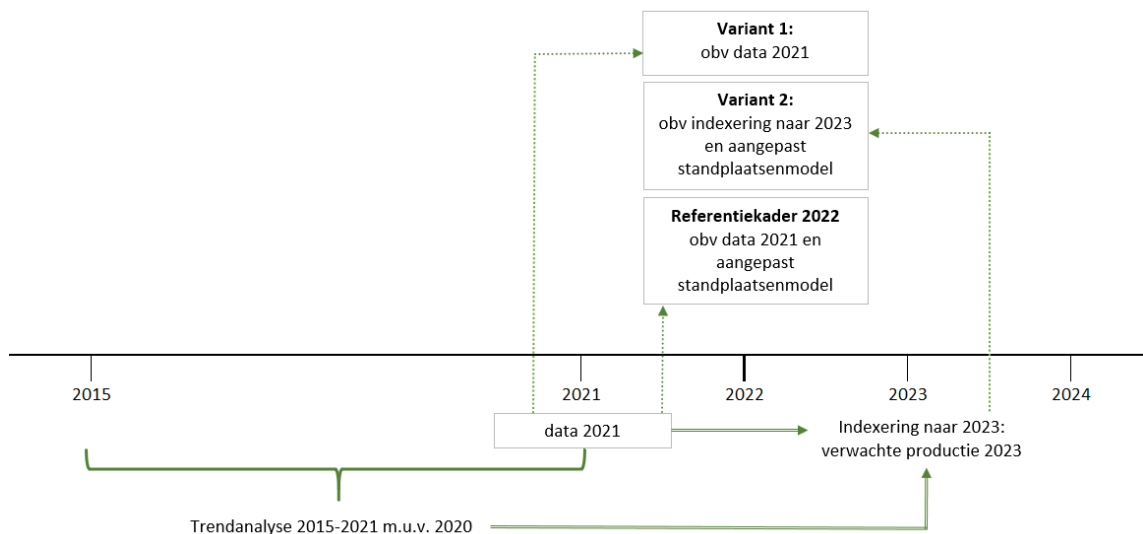 Variant 1:
obv data 2021
Variant 2:
obv indexering naar 2023
en aangepast
standplaatsenmodel
Referentiekader 2022
obv data 2021 en
aangepast
standplaatsenmodel
2015
2021
2022
2023
2024
data 2021
Indexering naar 2023:
verwachte productie 2023
Trendanalyse 2015-2021 m.u.v. 2020